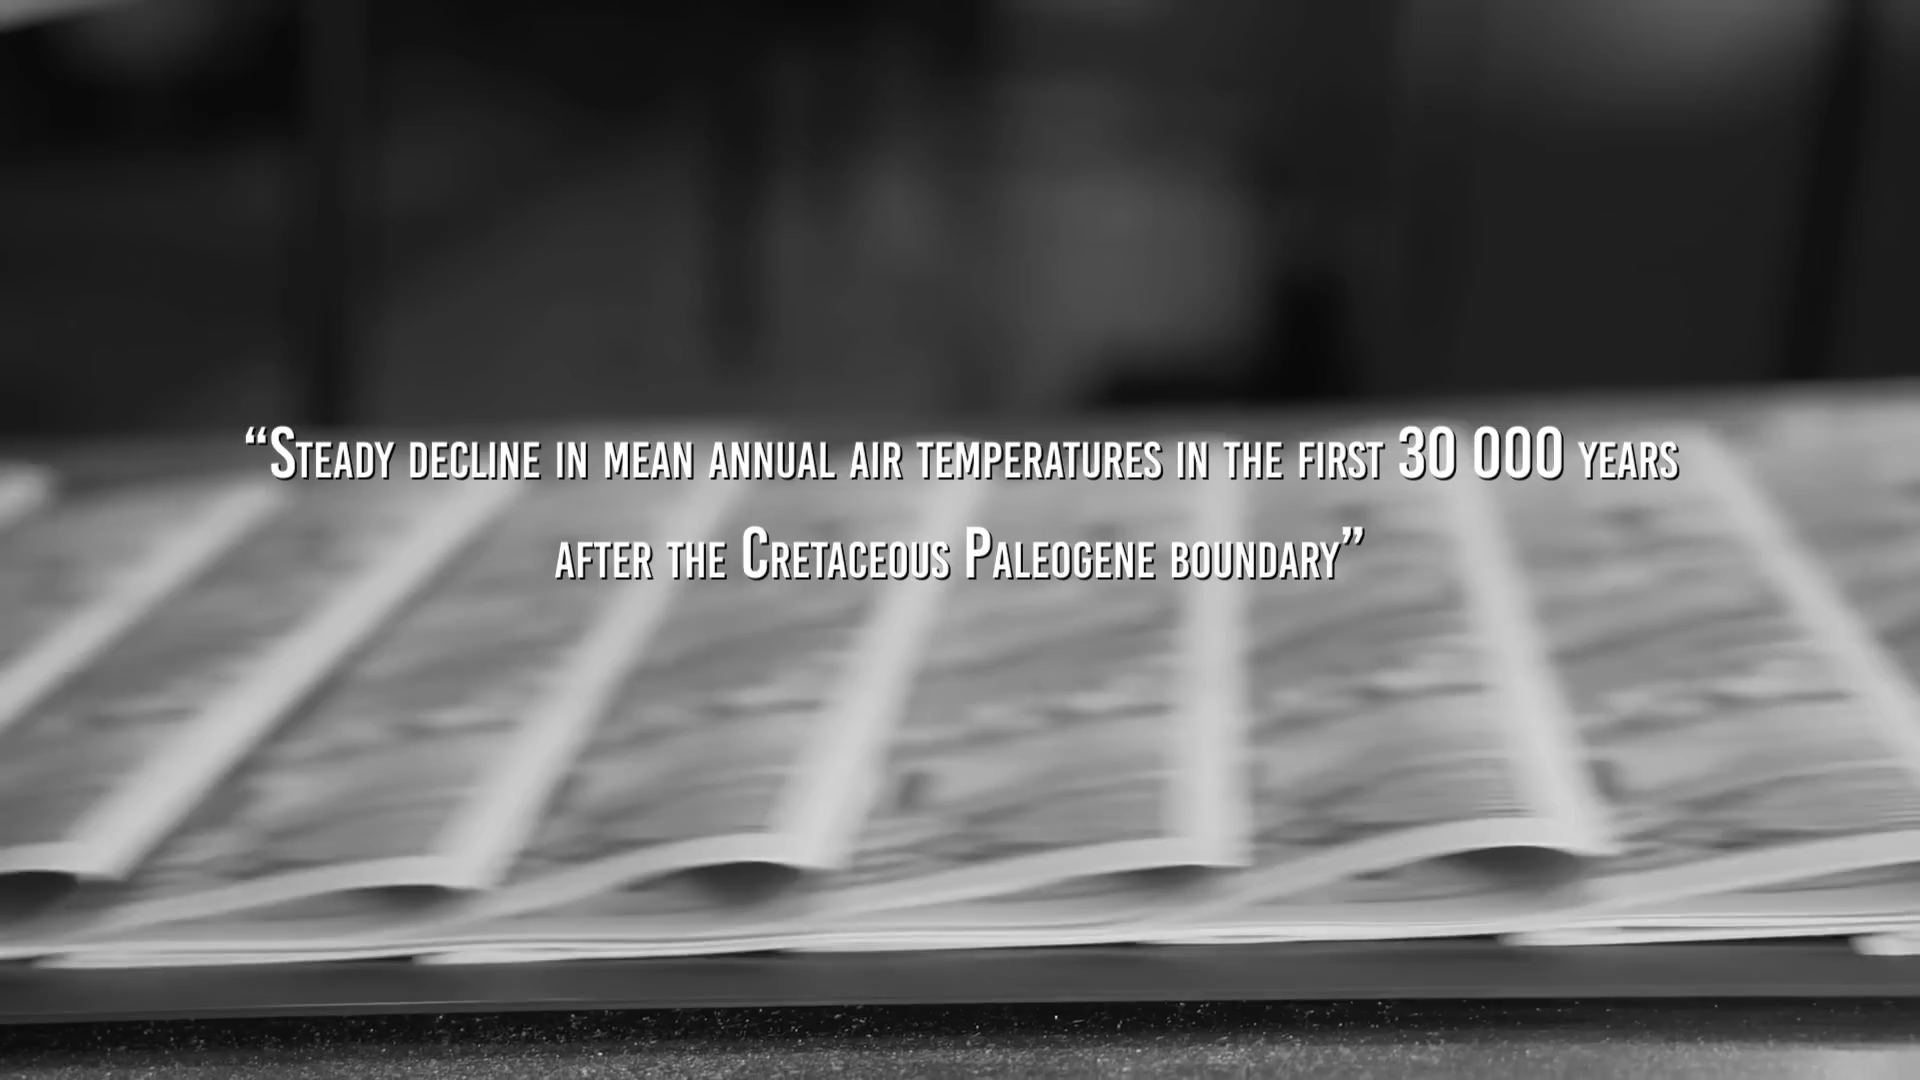 “Steady decline in mean annual air temperatures in the first 30 000 years
after the Cretaceous Paleogene boundary”